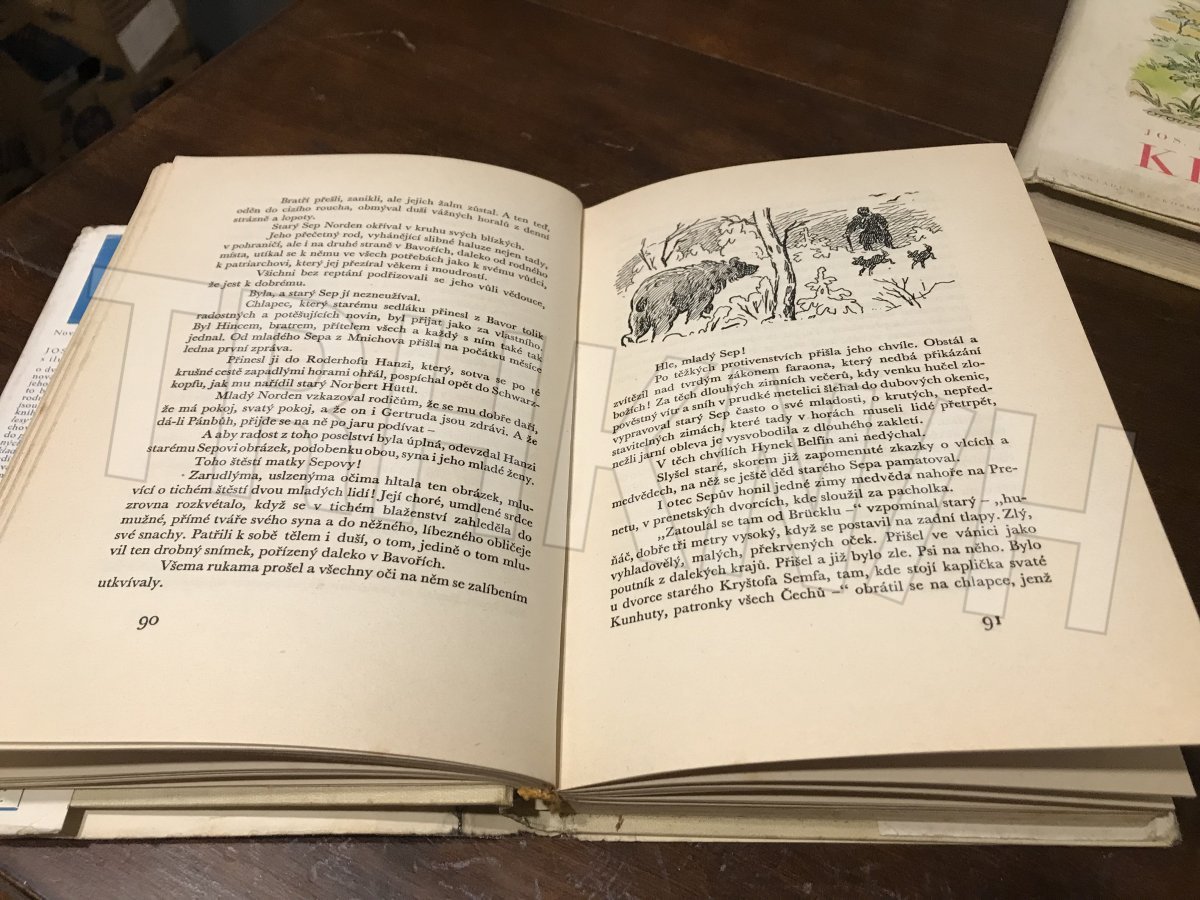 Bratří přešli, zanikli, ale jejich žalm zůstal. A ten teď,
oděn do cizího roucha, obmýval duši vážných horalů z denní
strázně a lopoty.
Starý Sep Norden okříval v kruhu svých blízkých.
Jeho přečetný rod, vyhánějící slibné haluze nejen tady,
v pohraničí, ale i na druhé straně v Bavořích, daleko od rodného
místa, utíkal se k němu ve všech potřebách jako k svému vůdci,
k patriarchovi, který jej přezíral věkem i moudrostí.
Všichni bez reptání podřizovali se jeho vůli vědouce,
že jest k dobrému.
Byla, a starý Sep jí nezneužíval.
Chlapec, který starému sedláku přinesl z Bavor tolik
radostných a potěšujících novin, byl přijat jako za vlastního.
Byl Hincem, bratrem, přítelem všech a každý s ním také tak
jednal. Od mladého Sepa z Mnichova přišla na počátku měsíce
ledna první zpráva.
Přinesl ji do Roderhofu Hanzi, který, sotva se po té
krušné cestě zapadlými horami ohřál, pospíchal opět do Schwarz-
kopfu, jak mu nařídil starý Norbert Hüttl.
Mladý Norden vzkazoval rodičům, že se mu dobře daří,
že má pokoj, svatý pokoj, a že on i Gertruda jsou zdrávi. A že
dá-li Pánbůh, přijde se na ně po jaru podívat –
A aby radost z toho poselství byla úplná, odevzdal Hanzi
starému Sepovi obrázek, podobenku obou, syna i jeho mladé ženy.
Toho štěstí matky Sepovy!
Zarudlýma, uslzenýma očima hltala ten obrázek, mlu-
vící o tichém štěstí dvou mladých lidí! Její choré, umdlené srdce
zrovna rozkvétalo, když se v tichém blaženství zahleděla do
mužné, přímé tváře svého syna a do něžného, líbezného obličeje
své snachy. Patřili k sobě tělem i duší, o tom, jedině o tom mlu-
vil ten drobný snímek, pořízený daleko v Bavořích.
Všema rukama prošel a všechny oči na něm se zalíbením
utkvívaly.
90
Hle, mladý Sep!
Po těžkých protivenstvích přišla jeho chvíle. Obstál a
zvítězil nad tvrdým zákonem faraona, který nedbá přikázání
božích! Za těch dlouhých zimních večerů, kdy venku hučel zlo-
pověstný vítr a sníh v prudké metelici šlehal do dubových okenic,
vypravoval starý Sep často o své mladosti, o krutých, nepřed-
stavitelných zimách, které tady v horách museli lidé přetrpět,
nežli jarní obleva je vysvobodila z dlouhého zakletí.
V těch chvílích Hynek Belfin ani nedýchal.
Slyšel staré, skorem již zapomenuté zkazky o vlcích a
medvědech, na něž se ještě děd starého Sepa pamatoval.
I otec Sepův honil jedné zimy medvěda nahoře na Pre-
netu, v prenetských dvorcích, kde sloužil za pacholka.
„Zatoulal se tam od Brücklu –“ vzpomínal starý – „hu-
ňáč, dobře tři metry vysoký, když se postavil na zadní tlapy. Zlý,
vyhladovělý, malých, překrvených oček. Přišel ve vánici jako
poutník z dalekých krajů. Přišel a již bylo zle. Psi na něho. Bylo
u dvorce starého Kryštofa Semfa, tam, kde stojí kaplička svaté
Kunhuty, patronky všech Čechů –“ obrátil se na chlapce, jenž
91